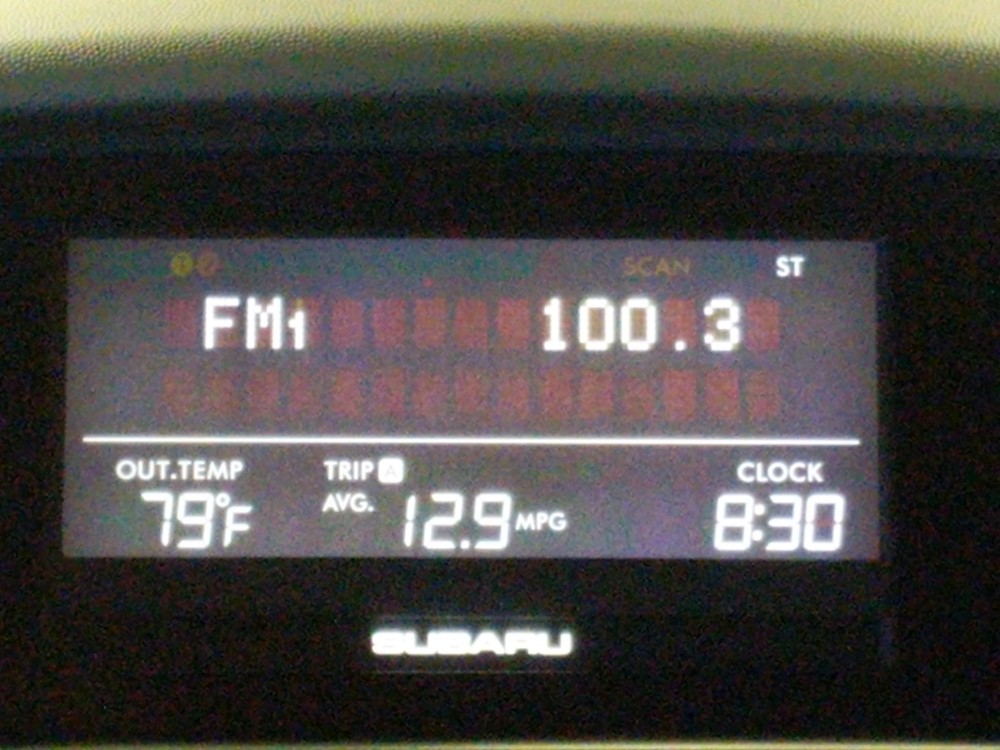 SCAN ST
FM1 100.3
OUT.TEMP TRIP A CLOCK
79°F AVG. 12.9 MPG 8:30
SUBARU